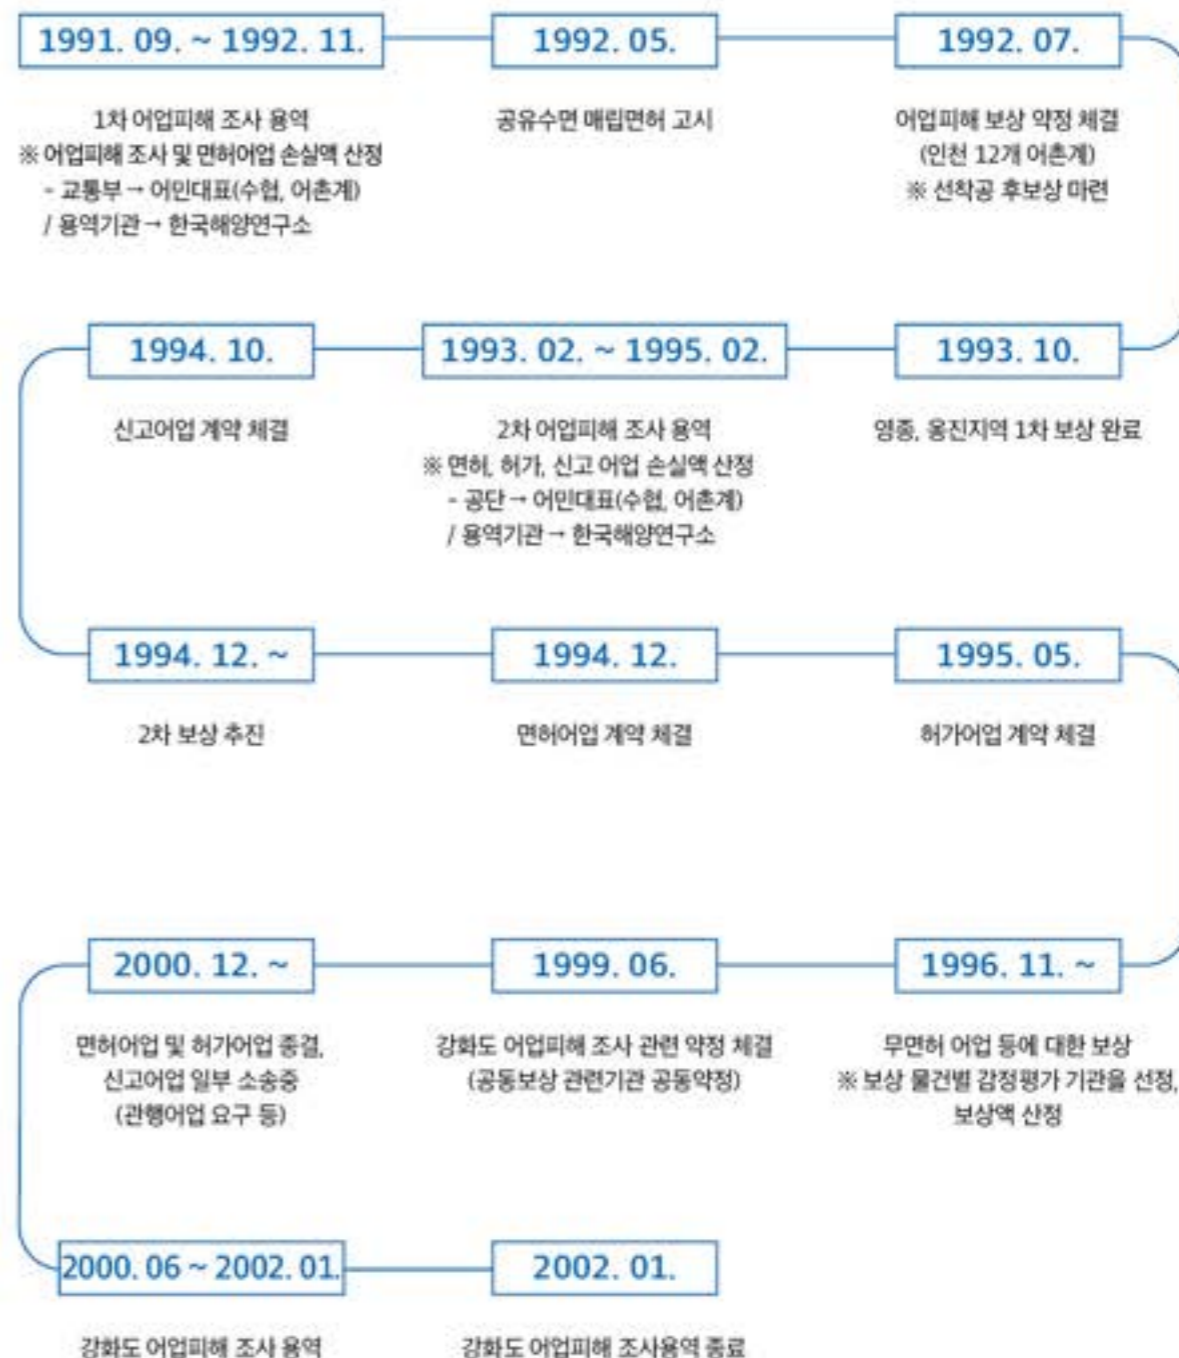 1991. 09. ~ 1992. 11.
1차 어업피해 조사 용역
※ 어업피해 조사 및 면허어업 손실액 산정
- 교통부 → 어민대표(수협, 어촌계)
/ 용역기관 → 한국해양연구소
1992. 05.
공유수면 매립면허 고시
1992. 07.
어업피해 보상 약정 체결
(인천 12개 어촌계)
※ 선착공 후보상 마련
1993. 10.
영종, 옹진지역 1차 보상 완료
1993. 02. ~ 1995. 02.
2차 어업피해 조사 용역
※ 면허, 허가, 신고 어업 손실액 산정
- 공단 → 어민대표(수협, 어촌계)
/ 용역기관 → 한국해양연구소
1994. 10.
신고어업 계약 체결
1994. 12. ~
2차 보상 추진
1994. 12.
면허어업 계약 체결
1995. 05.
허가어업 계약 체결
1996. 11. ~
무면허 어업 등에 대한 보상
※ 보상 물건별 감정평가 기관을 선정,
보상액 산정
1999. 06.
강화도 어업피해 조사 관련 약정 체결
(공동보상 관련기관 공동약정)
2000. 12. ~
면허어업 및 허가어업 종결,
신고어업 일부 소송중
(관행어업 요구 등)
2000. 06 ~ 2002. 01.
강화도 어업피해 조사 용역
2002. 01.
강화도 어업피해 조사용역 종료